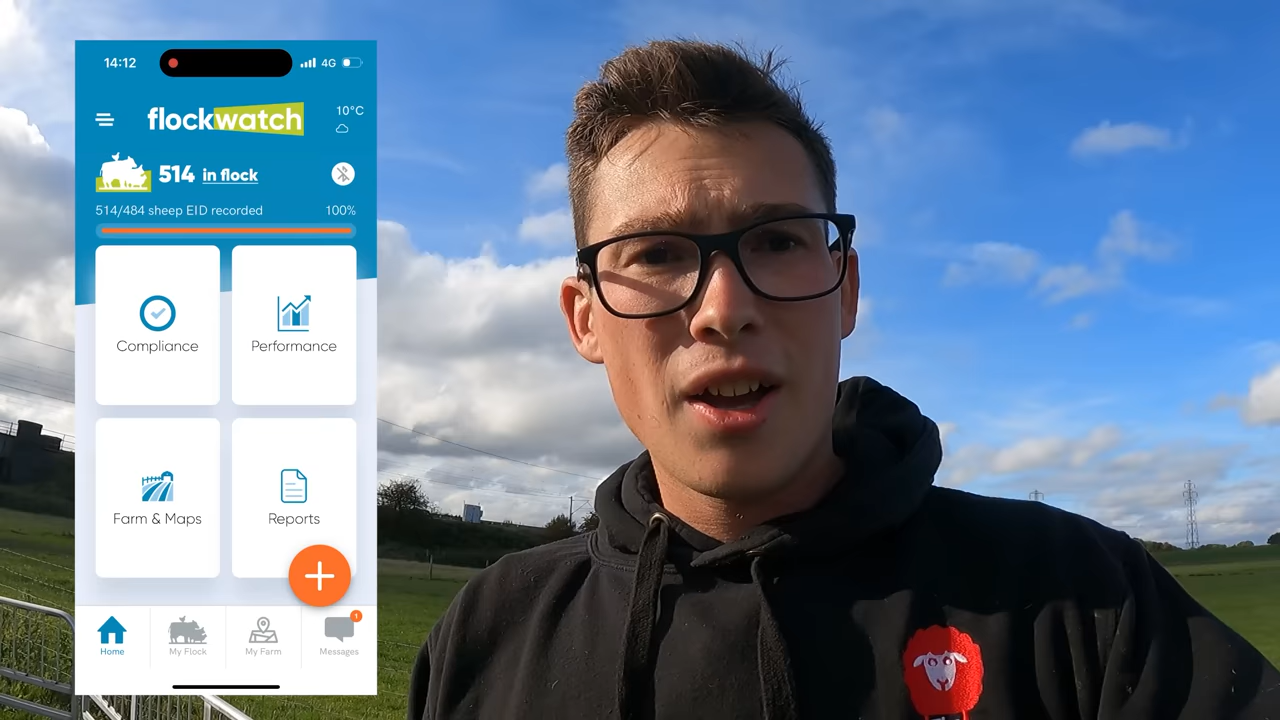 14:12
4G
flockwatch
10°C
514 in flock
514/484 sheep EID recorded
100%
Compliance
Performance
Farm & Maps
Reports
1
Home
My Flock
My Farm
Messages